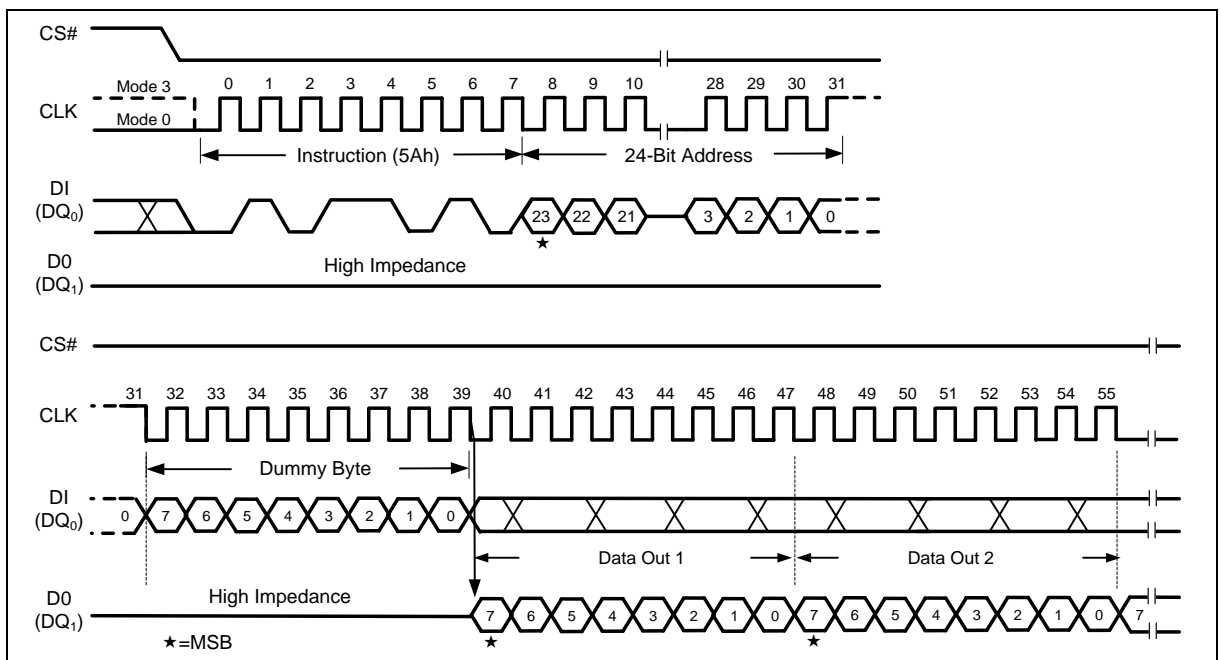 CS#
Mode 3 0 1 2 3 4 5 6 7 8 9 10 28 29 30 31
CLK
Mode 0
Instruction (5Ah) 24-Bit Address
DI
(DQ₀) 23 22 21 3 2 1 0
★
D0 High Impedance
(DQ₁)
CS#
31 32 33 34 35 36 37 38 39 40 41 42 43 44 45 46 47 48 49 50 51 52 53 54 55
CLK
Dummy Byte
DI
(DQ₀) 0 7 6 5 4 3 2 1 0
Data Out 1 Data Out 2
D0 High Impedance
(DQ₁) 7 6 5 4 3 2 1 0 7 6 5 4 3 2 1 0 7
★=MSB ★ ★